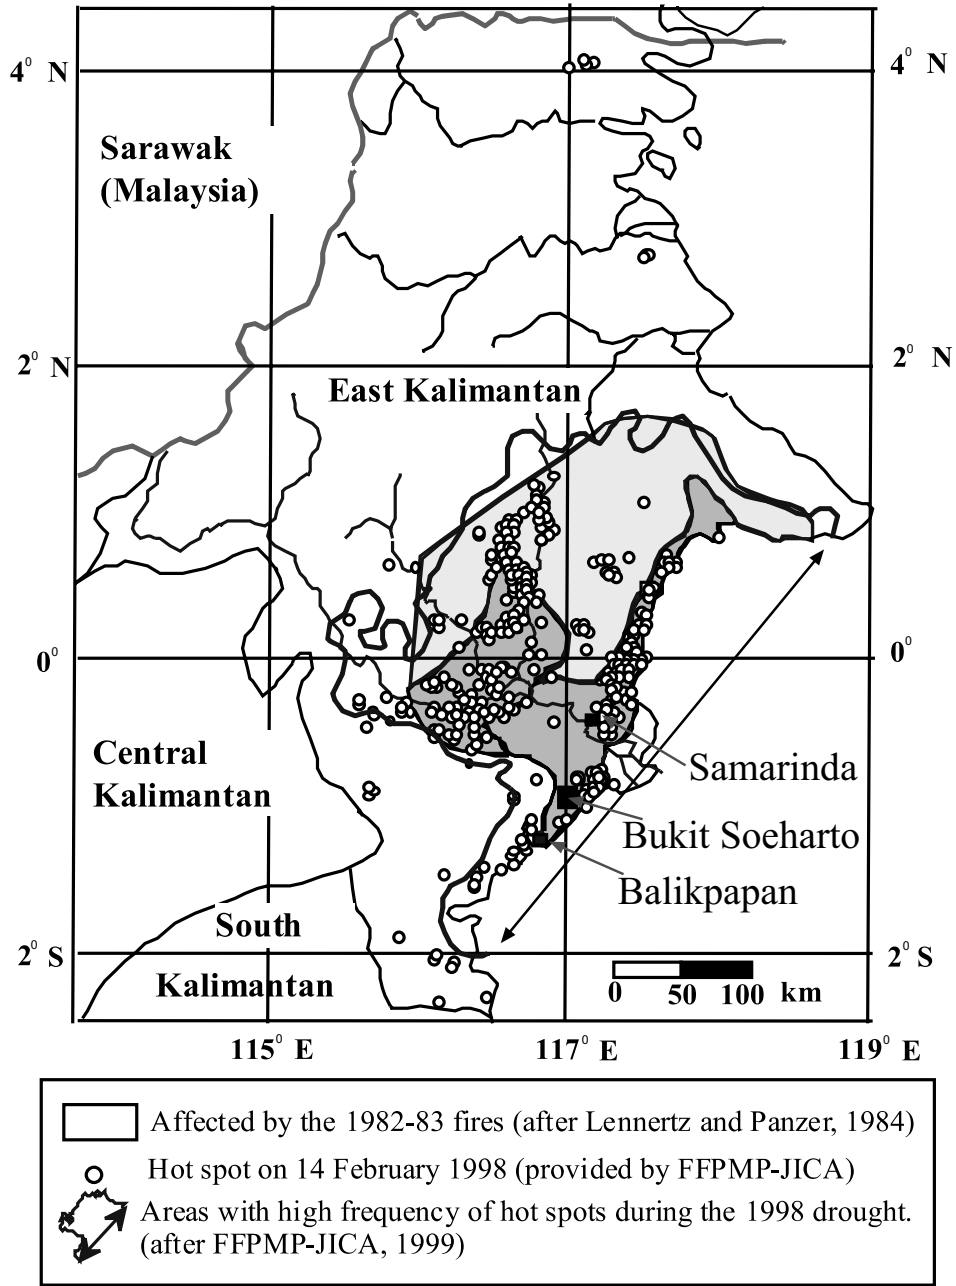 4° N
4° N
Sarawak
(Malaysia)
2° N
2° N
East Kalimantan
0°
0°
Central
Kalimantan
Samarinda
Bukit Soeharto
Balikpapan
South
2° S
2° S
Kalimantan
0 50 100 km
115° E
117° E
119° E
Affected by the 1982-83 fires (after Lennertz and Panzer, 1984)
Hot spot on 14 February 1998 (provided by FFPMP-JICA)
Areas with high frequency of hot spots during the 1998 drought.
(after FFPMP-JICA, 1999)